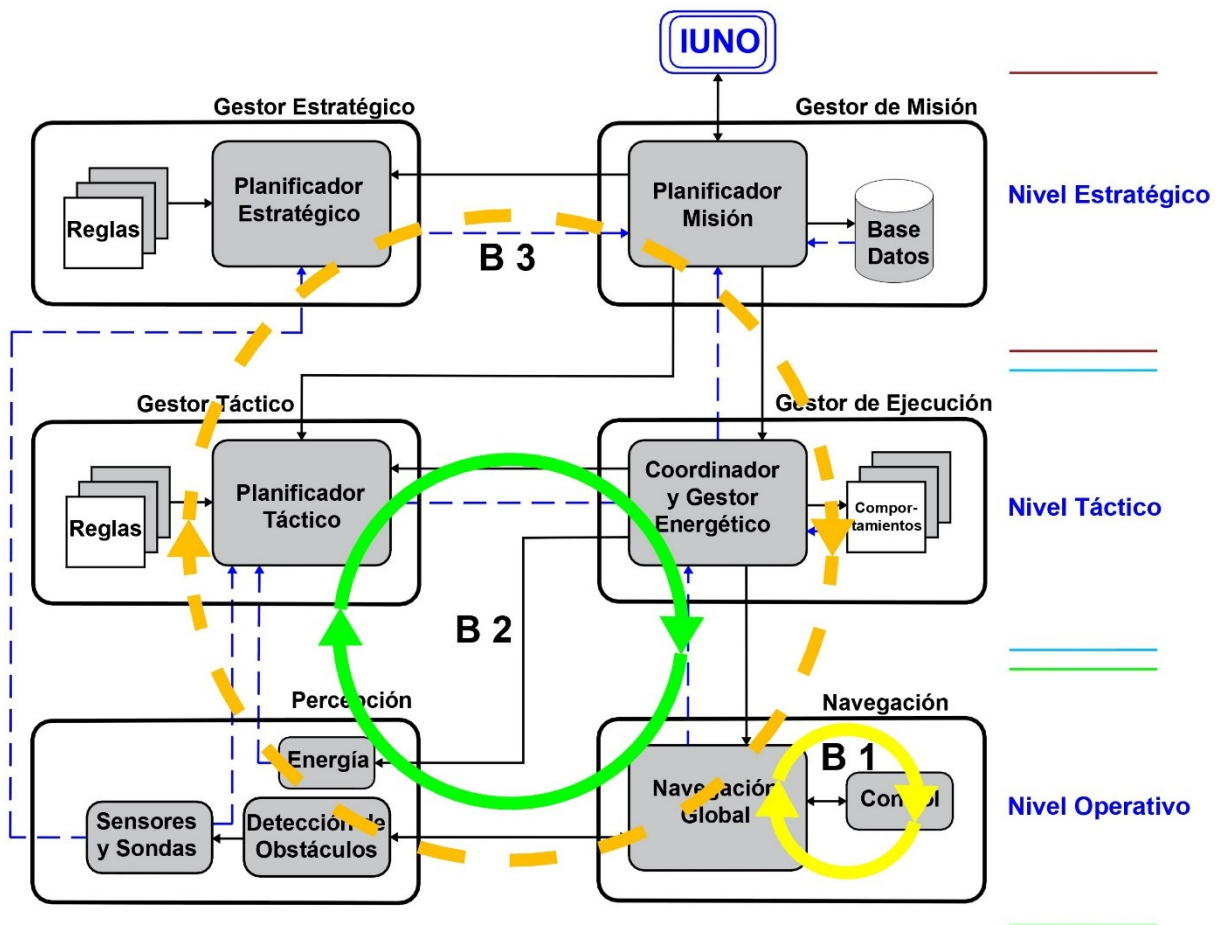 IUNO
Gestor Estratégico
Gestor de Misión
Planificador
Estratégico
Reglas
Planificador
Misión
Base
Datos
Nivel Estratégico
B 3
Gestor Táctico
Gestor de Ejecución
Planificador
Táctico
Reglas
Coordinador
y Gestor
Energético
Compor-
tamientos
Nivel Táctico
B 2
Percepción
Navegación
Energía
Sensores
y Sondas
Detección de
Obstáculos
Navegación
Global
B 1
Control
Nivel Operativo